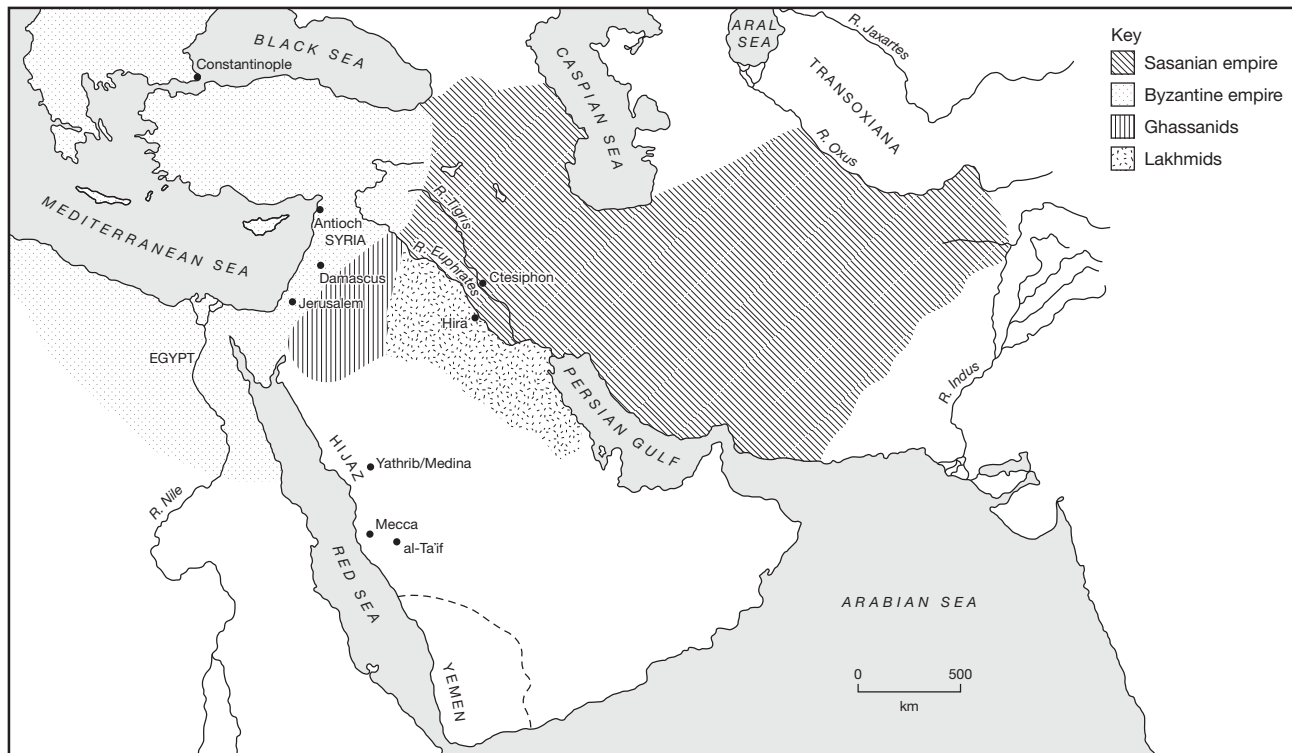 BLACK SEA
Constantinople
CASPIAN SEA
ARAL
SEA
R. Jaxartes
TRANSOXIANA
R. Oxus
Key
Sasanian empire
Byzantine empire
Ghassanids
Lakhmids
MEDITERRANEAN SEA
Antioch
SYRIA
Damascus
Jerusalem
R. Tigris
R. Euphrates
Ctesiphon
Hira
EGYPT
PERSIAN GULF
R. Indus
HIJAZ
Yathrib/Medina
R. Nile
Mecca
al-Ta'if
RED SEA
YEMEN
ARABIAN SEA
0 500
km